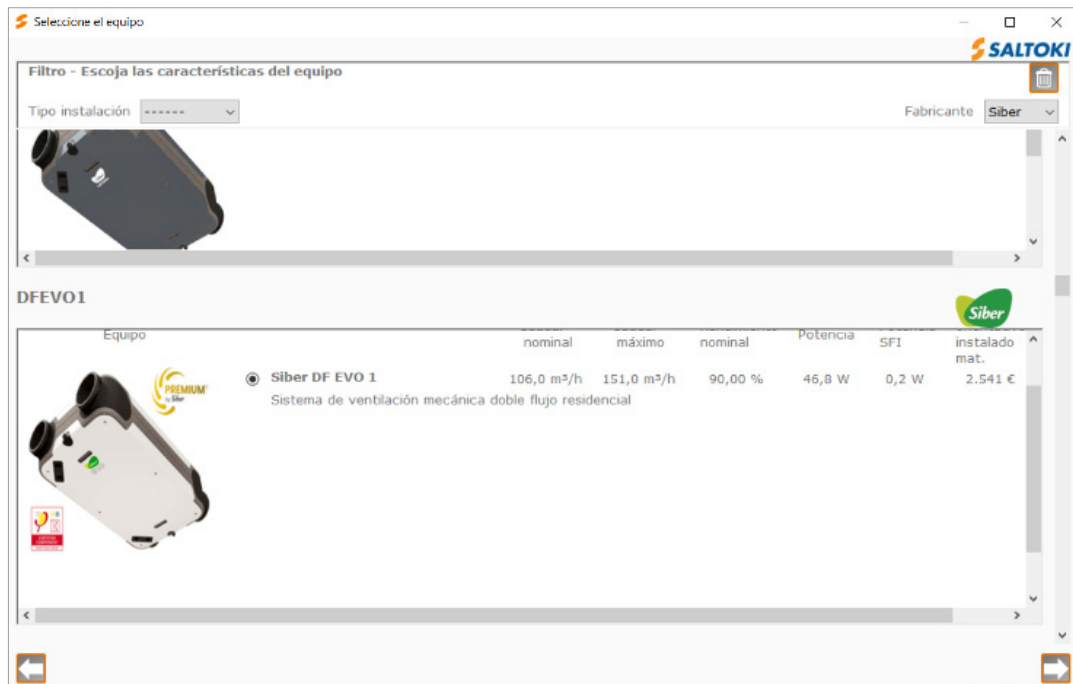 Seleccione el equipo
SALTOKI
Filtro - Escoja las características del equipo
Tipo instalación ------ Fabricante Siber
DFEVO1
Siber
Equipo nominal máximo nominal Potencia SFI instalado
mat.
PREMIUM
by Siber
Siber DF EVO 1 106,0 m³/h 151,0 m³/h 90,00 % 46,8 W 0,2 W 2.541 €
Sistema de ventilación mecánica doble flujo residencial